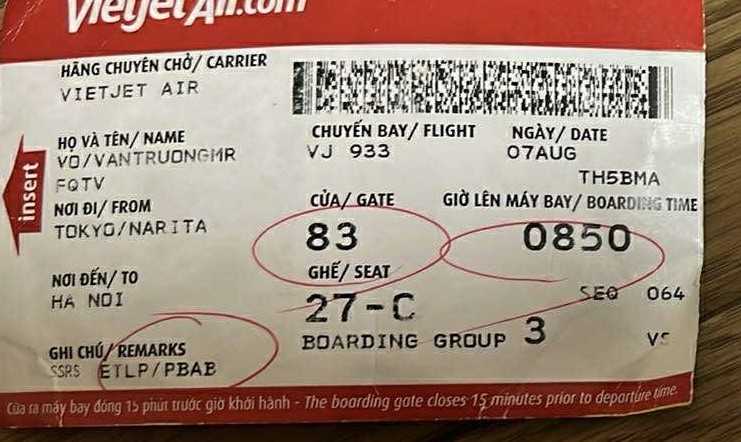 VietjetAir.com
HÃNG CHUYÊN CHỞ/ CARRIER
VIETJET AIR
HỌ VÀ TÊN/ NAME
VO/VANTRUONGMR
FQTV
CHUYẾN BAY/ FLIGHT
VJ 933
NGÀY/ DATE
07AUG
TH5BMA
insert
NƠI ĐI/ FROM
TOKYO/NARITA
CỬA/ GATE
83
GIỜ LÊN MÁY BAY/ BOARDING TIME
0850
NƠI ĐẾN/ TO
HA NOI
GHẾ/ SEAT
27-C
SEQ 064
BOARDING GROUP 3
GHI CHÚ/ REMARKS
SSRS ETLP/PBAB
Cửa ra máy bay đóng 15 phút trước giờ khởi hành - The boarding gate closes 15 minutes prior to departure time.